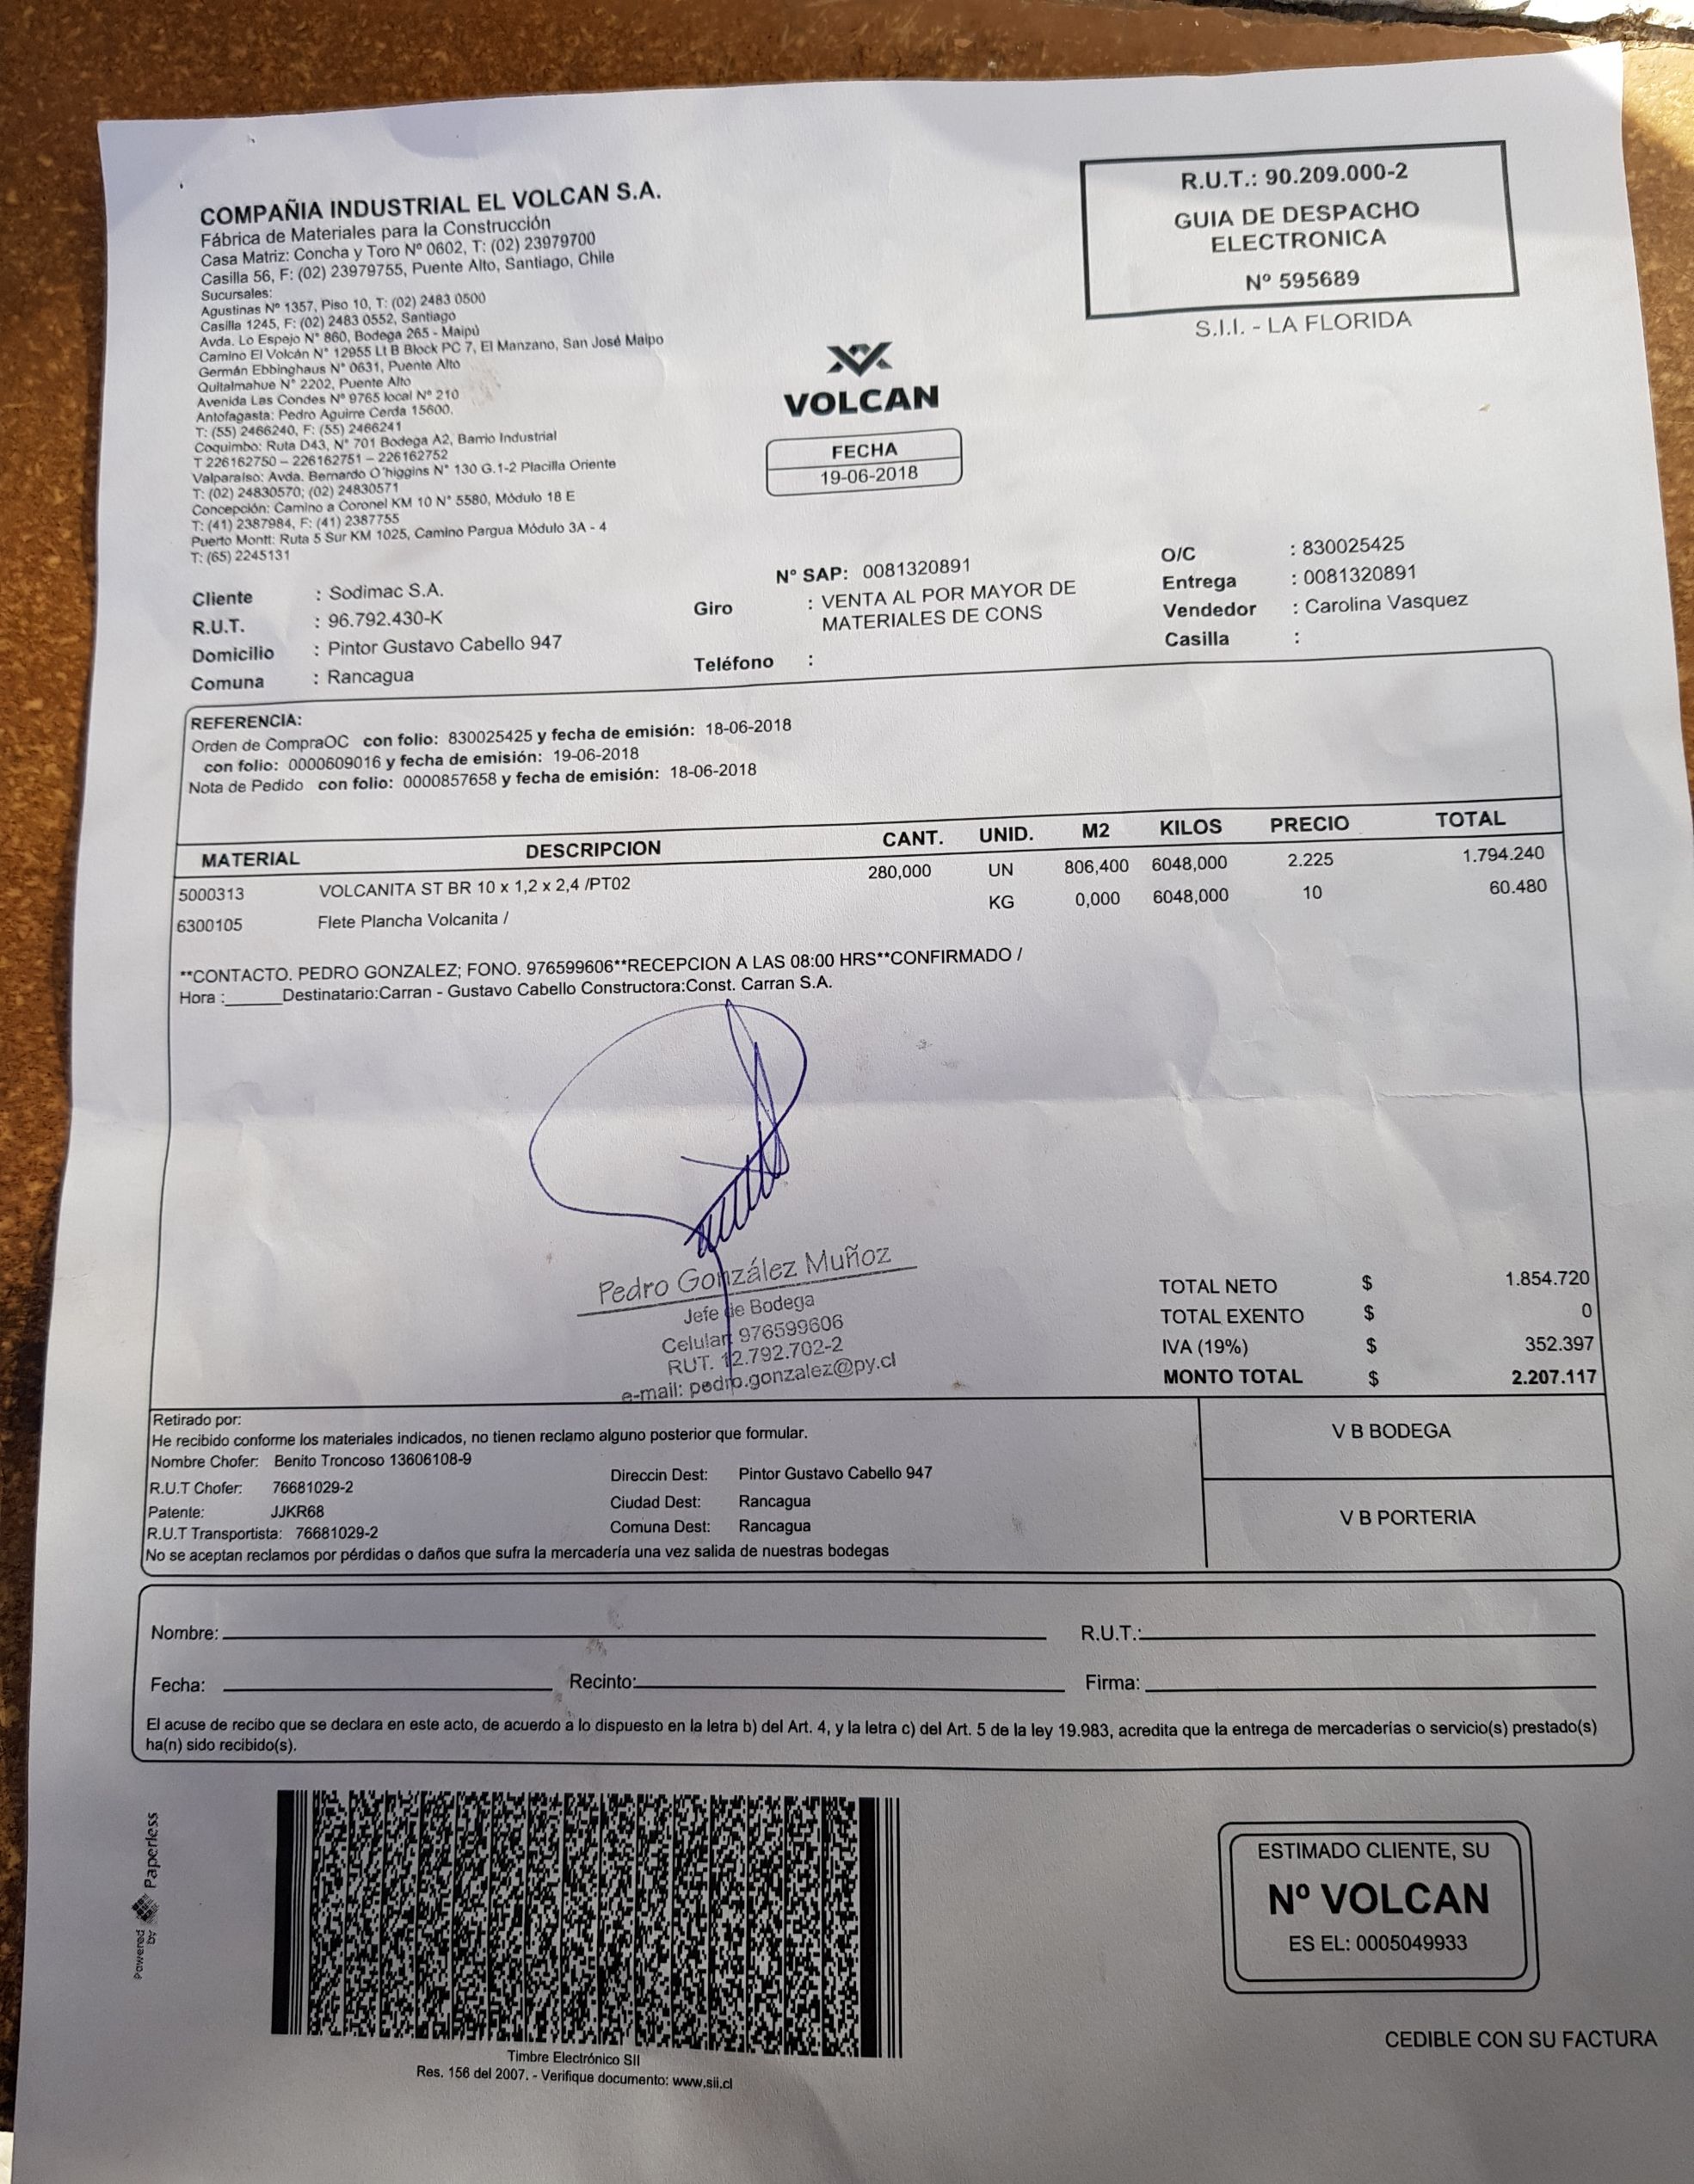 COMPAÑIA INDUSTRIAL EL VOLCAN S.A.
Fábrica de Materiales para la Construcción
Casa Matriz: Concha y Toro Nº 0602, T: (02) 23979700
Casilla 56, F: (02) 23979755, Puente Alto, Santiago, Chile
Sucursales:
Agustinas Nº 1357, Piso 10, T: (02) 2483 0500
Casilla 1245, F: (02) 2483 0552, Santiago
Avda. Lo Espejo N° 860, Bodega 265 - Maipú
Camino El Volcán N° 12955 Lt B Block PC 7, El Manzano, San José Maipo
Germán Ebbinghaus N° 0631, Puente Alto
Quitalmahue N° 2202, Puente Alto
Avenida Las Condes Nº 9765 local Nº 210
Antofagasta: Pedro Aguirre Cerda 15600,
T: (55) 2466240, F: (55) 2466241
Coquimbo: Ruta D43, N° 701 Bodega A2, Barrio Industrial
T 226162750 – 226162751 – 226162752
Valparaíso: Avda. Bernardo O'higgins N° 130 G.1-2 Placilla Oriente
T: (02) 24830570; (02) 24830571
Concepción: Camino a Coronel KM 10 N° 5580, Módulo 18 E
T: (41) 2387984, F: (41) 2387755
Puerto Montt: Ruta 5 Sur KM 1025, Camino Pargua Módulo 3A - 4
T: (65) 2245131
R.U.T.: 90.209.000-2
GUIA DE DESPACHO
ELECTRONICA
Nº 595689
S.I.I. - LA FLORIDA
VOLCAN
FECHA
19-06-2018
Cliente : Sodimac S.A.
R.U.T. : 96.792.430-K
Domicilio : Pintor Gustavo Cabello 947
Comuna : Rancagua
N° SAP: 0081320891
Giro : VENTA AL POR MAYOR DE
MATERIALES DE CONS
Teléfono :
O/C : 830025425
Entrega : 0081320891
Vendedor : Carolina Vasquez
Casilla :
REFERENCIA:
Orden de CompraOC con folio: 830025425 y fecha de emisión: 18-06-2018
con folio: 0000609016 y fecha de emisión: 19-06-2018
Nota de Pedido con folio: 0000857658 y fecha de emisión: 18-06-2018
MATERIAL DESCRIPCION CANT. UNID. M2 KILOS PRECIO TOTAL
5000313 VOLCANITA ST BR 10 x 1,2 x 2,4 /PT02 280,000 UN 806,400 6048,000 2.225 1.794.240
6300105 Flete Plancha Volcanita / KG 0,000 6048,000 10 60.480
**CONTACTO. PEDRO GONZALEZ; FONO. 976599606**RECEPCION A LAS 08:00 HRS**CONFIRMADO /
Hora :______Destinatario:Carran - Gustavo Cabello Constructora:Const. Carran S.A.
Pedro González Muñoz
Jefe de Bodega
Celular 976599606
RUT. 12.792.702-2
e-mail: pedro.gonzalez@py.cl
TOTAL NETO $ 1.854.720
TOTAL EXENTO $ 0
IVA (19%) $ 352.397
MONTO TOTAL $ 2.207.117
Retirado por:
He recibido conforme los materiales indicados, no tienen reclamo alguno posterior que formular.
Nombre Chofer: Benito Troncoso 13606108-9
R.U.T Chofer: 76681029-2
Patente: JJKR68
R.U.T Transportista: 76681029-2
Direccin Dest: Pintor Gustavo Cabello 947
Ciudad Dest: Rancagua
Comuna Dest: Rancagua
No se aceptan reclamos por pérdidas o daños que sufra la mercadería una vez salida de nuestras bodegas
V B BODEGA
V B PORTERIA
Nombre: R.U.T.:
Fecha: Recinto: Firma:
El acuse de recibo que se declara en este acto, de acuerdo a lo dispuesto en la letra b) del Art. 4, y la letra c) del Art. 5 de la ley 19.983, acredita que la entrega de mercaderías o servicio(s) prestado(s)
ha(n) sido recibido(s).
Powered by Paperless
Timbre Electrónico SII
Res. 156 del 2007. - Verifique documento: www.sii.cl
ESTIMADO CLIENTE, SU
Nº VOLCAN
ES EL: 0005049933
CEDIBLE CON SU FACTURA